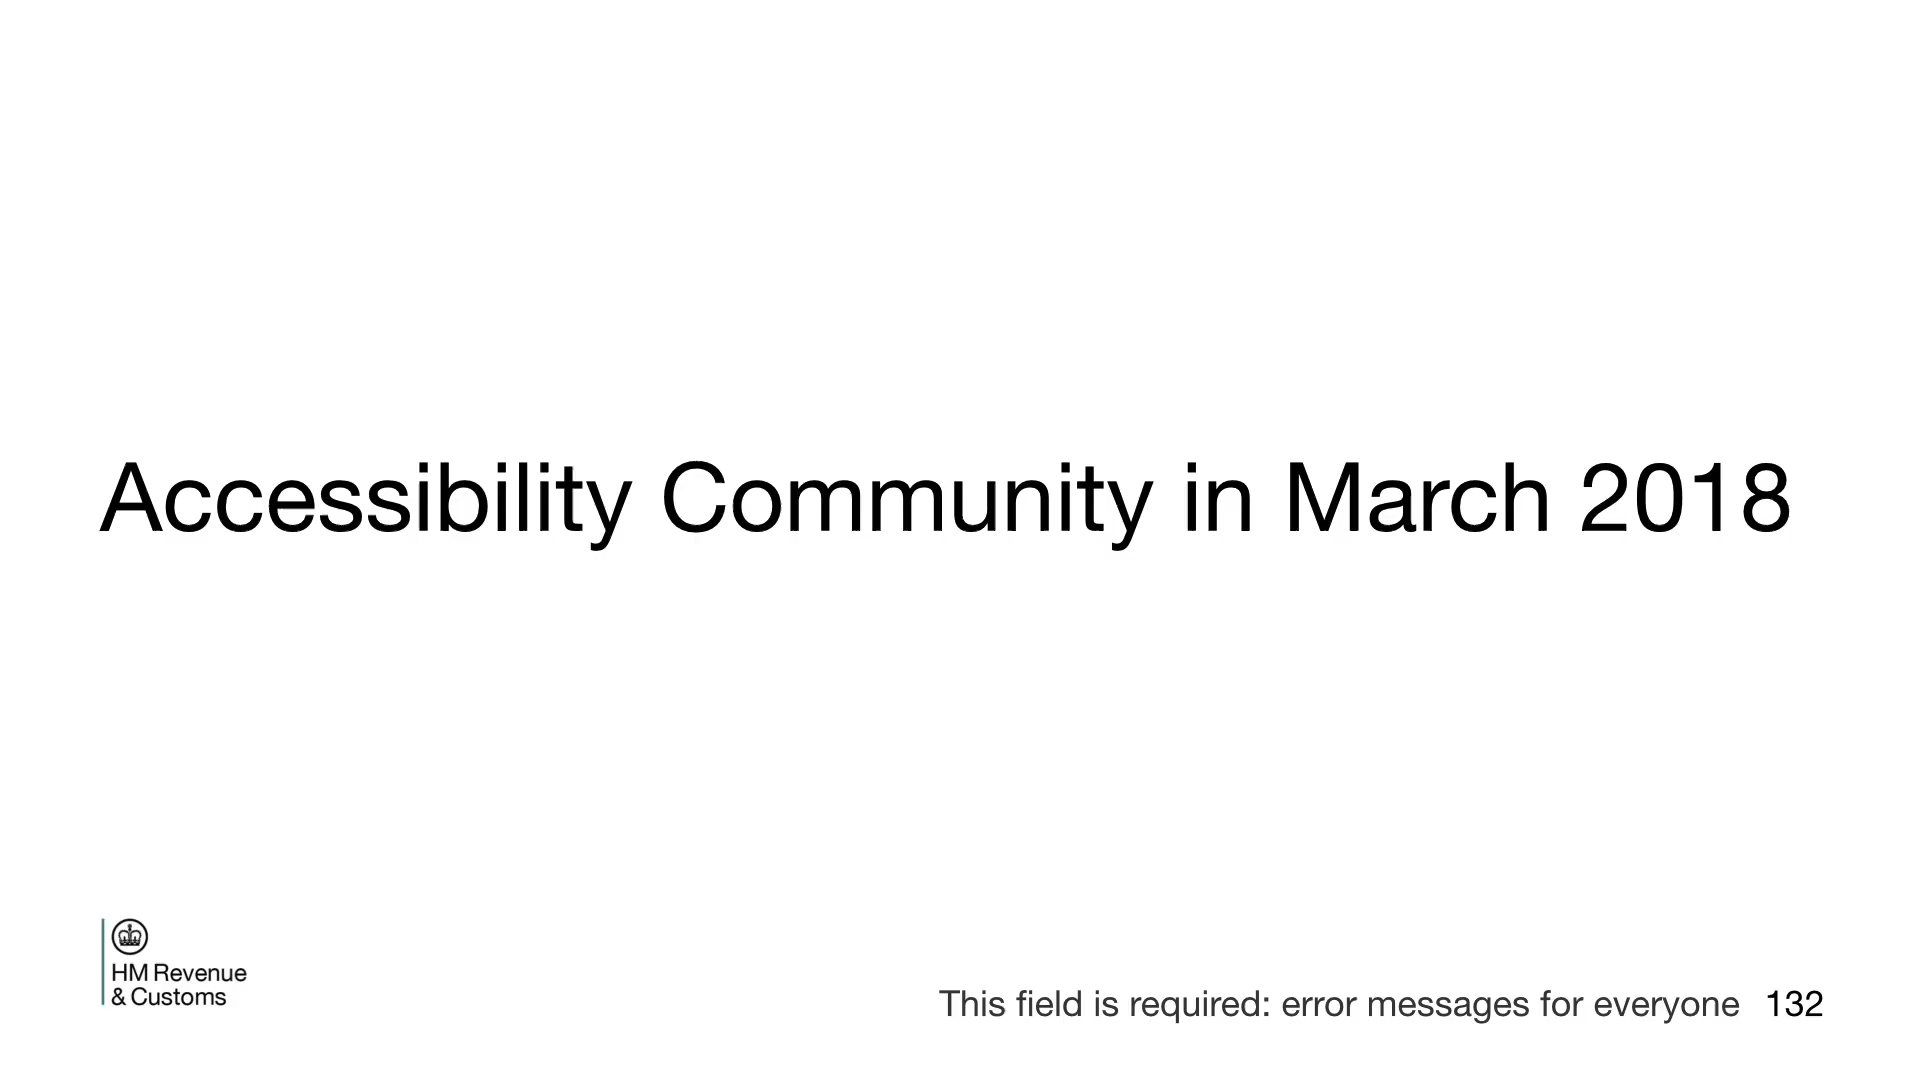 Accessibility Community in March 2018
HM Revenue
& Customs
This field is required: error messages for everyone 132